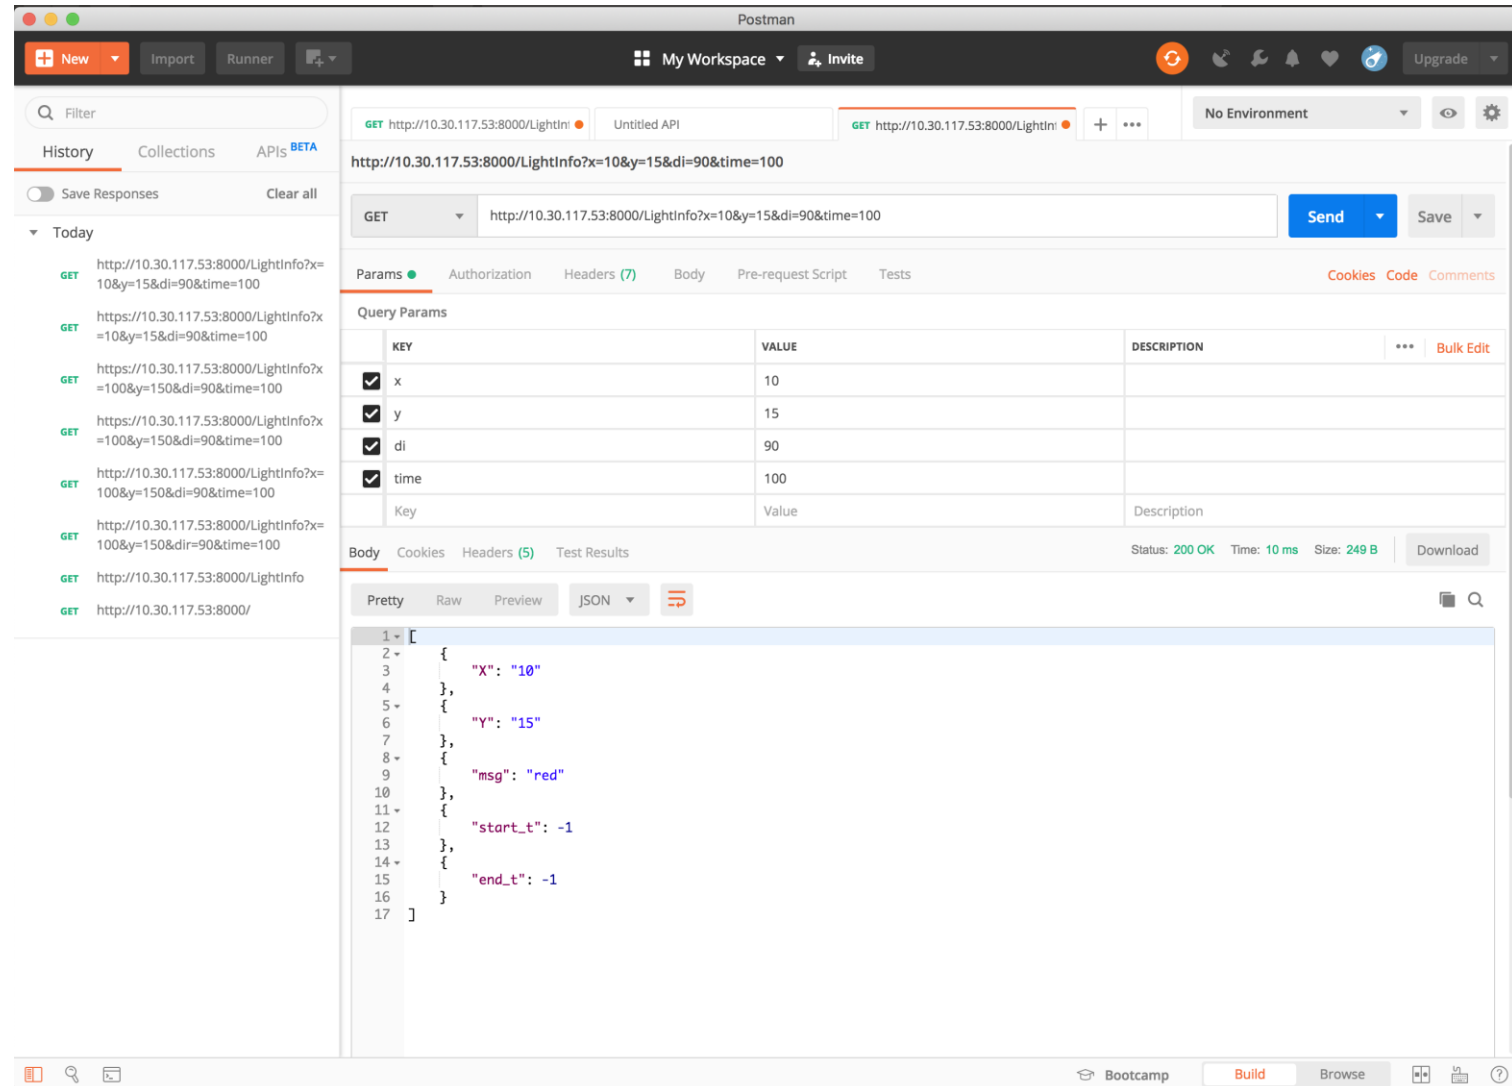 Postman
New
Import
Runner
My Workspace
Invite
Upgrade
Filter
History Collections APIs BETA
Save Responses Clear all
Today
GET http://10.30.117.53:8000/LightInfo?x=
10&y=15&di=90&time=100
GET https://10.30.117.53:8000/LightInfo?x
=10&y=15&di=90&time=100
GET https://10.30.117.53:8000/LightInfo?x
=100&y=150&di=90&time=100
GET https://10.30.117.53:8000/LightInfo?x
=100&y=150&di=90&time=100
GET http://10.30.117.53:8000/LightInfo?x=
100&y=150&di=90&time=100
GET http://10.30.117.53:8000/LightInfo?x=
100&y=150&dir=90&time=100
GET http://10.30.117.53:8000/LightInfo
GET http://10.30.117.53:8000/
GET http://10.30.117.53:8000/LightIn
Untitled API
GET http://10.30.117.53:8000/LightIn
No Environment
http://10.30.117.53:8000/LightInfo?x=10&y=15&di=90&time=100
GET http://10.30.117.53:8000/LightInfo?x=10&y=15&di=90&time=100 Send Save
Params Authorization Headers (7) Body Pre-request Script Tests Cookies Code Comments
Query Params
KEY VALUE DESCRIPTION Bulk Edit
x 10
y 15
di 90
time 100
Key Value Description
Body Cookies Headers (5) Test Results Status: 200 OK Time: 10 ms Size: 249 B Download
Pretty Raw Preview JSON
1 [
2 {
3 "X": "10"
4 },
5 {
6 "Y": "15"
7 },
8 {
9 "msg": "red"
10 },
11 {
12 "start_t": -1
13 },
14 {
15 "end_t": -1
16 }
17 ]
Bootcamp Build Browse